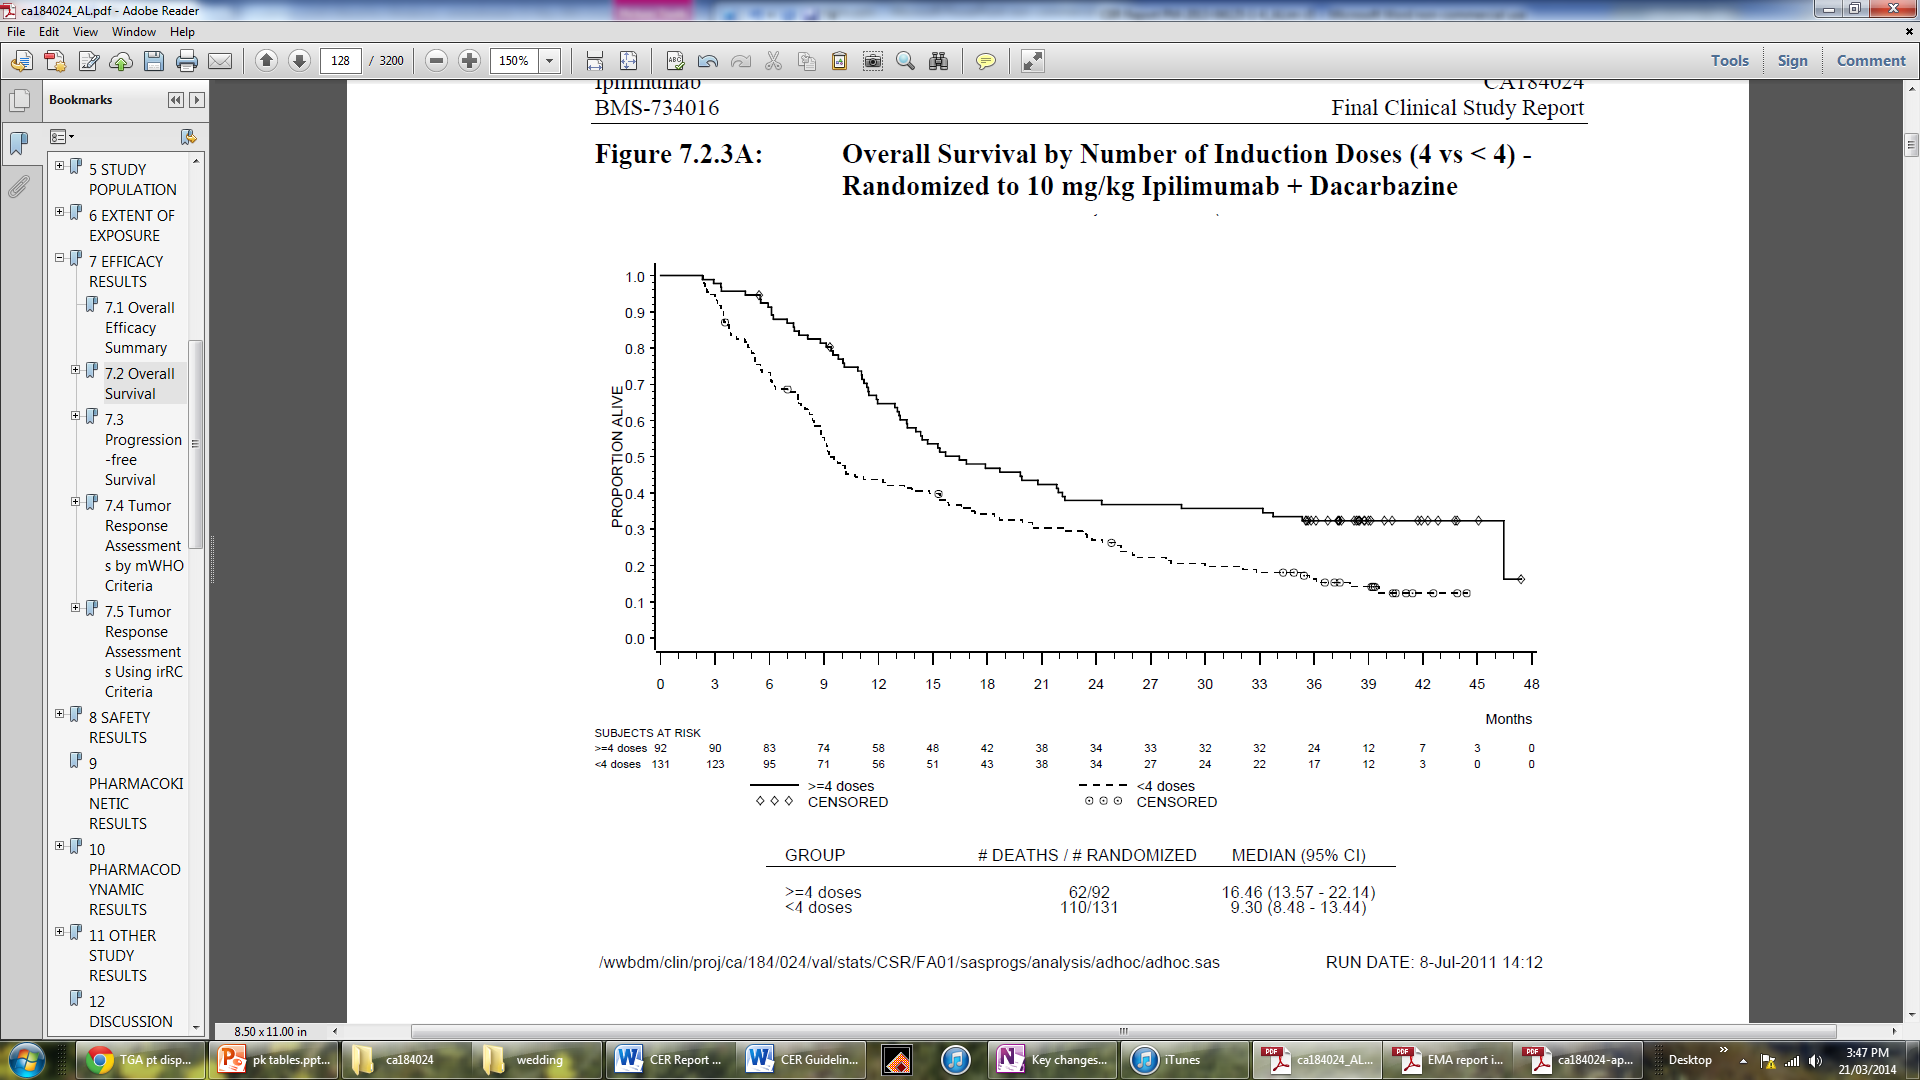 ca184024_AL.pdf - Adobe Reader
File Edit View Window Help
128 / 3200 150% Tools Sign Comment
Bookmarks
5 STUDY
POPULATION
6 EXTENT OF
EXPOSURE
7 EFFICACY
RESULTS
7.1 Overall
Efficacy
Summary
7.2 Overall
Survival
7.3
Progression
-free
Survival
7.4 Tumor
Response
Assessment
s by mWHO
Criteria
7.5 Tumor
Response
Assessment
s Using irRC
Criteria
8 SAFETY
RESULTS
9
PHARMACOKI
NETIC
RESULTS
10
PHARMACOD
YNAMIC
RESULTS
11 OTHER
STUDY
RESULTS
12
DISCUSSION
Ipilimumab CA184024
BMS-734016 Final Clinical Study Report
Figure 7.2.3A: Overall Survival by Number of Induction Doses (4 vs < 4) -
Randomized to 10 mg/kg Ipilimumab + Dacarbazine
PROPORTION ALIVE
1.0
0.9
0.8
0.7
0.6
0.5
0.4
0.3
0.2
0.1
0.0
0 3 6 9 12 15 18 21 24 27 30 33 36 39 42 45 48
Months
SUBJECTS AT RISK
>=4 doses 92 90 83 74 58 48 42 38 34 33 32 32 24 12 7 3 0
<4 doses 131 123 95 71 56 51 43 38 34 27 24 22 17 12 3 0 0
>=4 doses <4 doses
CENSORED CENSORED
GROUP # DEATHS / # RANDOMIZED MEDIAN (95% CI)
>=4 doses 62/92 16.46 (13.57 - 22.14)
<4 doses 110/131 9.30 (8.48 - 13.44)
/wwbdm/clin/proj/ca/184/024/val/stats/CSR/FA01/sasprogs/analysis/adhoc/adhoc.sas RUN DATE: 8-Jul-2011 14:12
8.50 x 11.00 in
TGA pt disp... pk tables.ppt... ca184024 wedding CER Report ... CER Guidelin... Key changes... iTunes ca184024_AL... EMA report i... ca184024-ap... Desktop
3:47 PM
21/03/2014